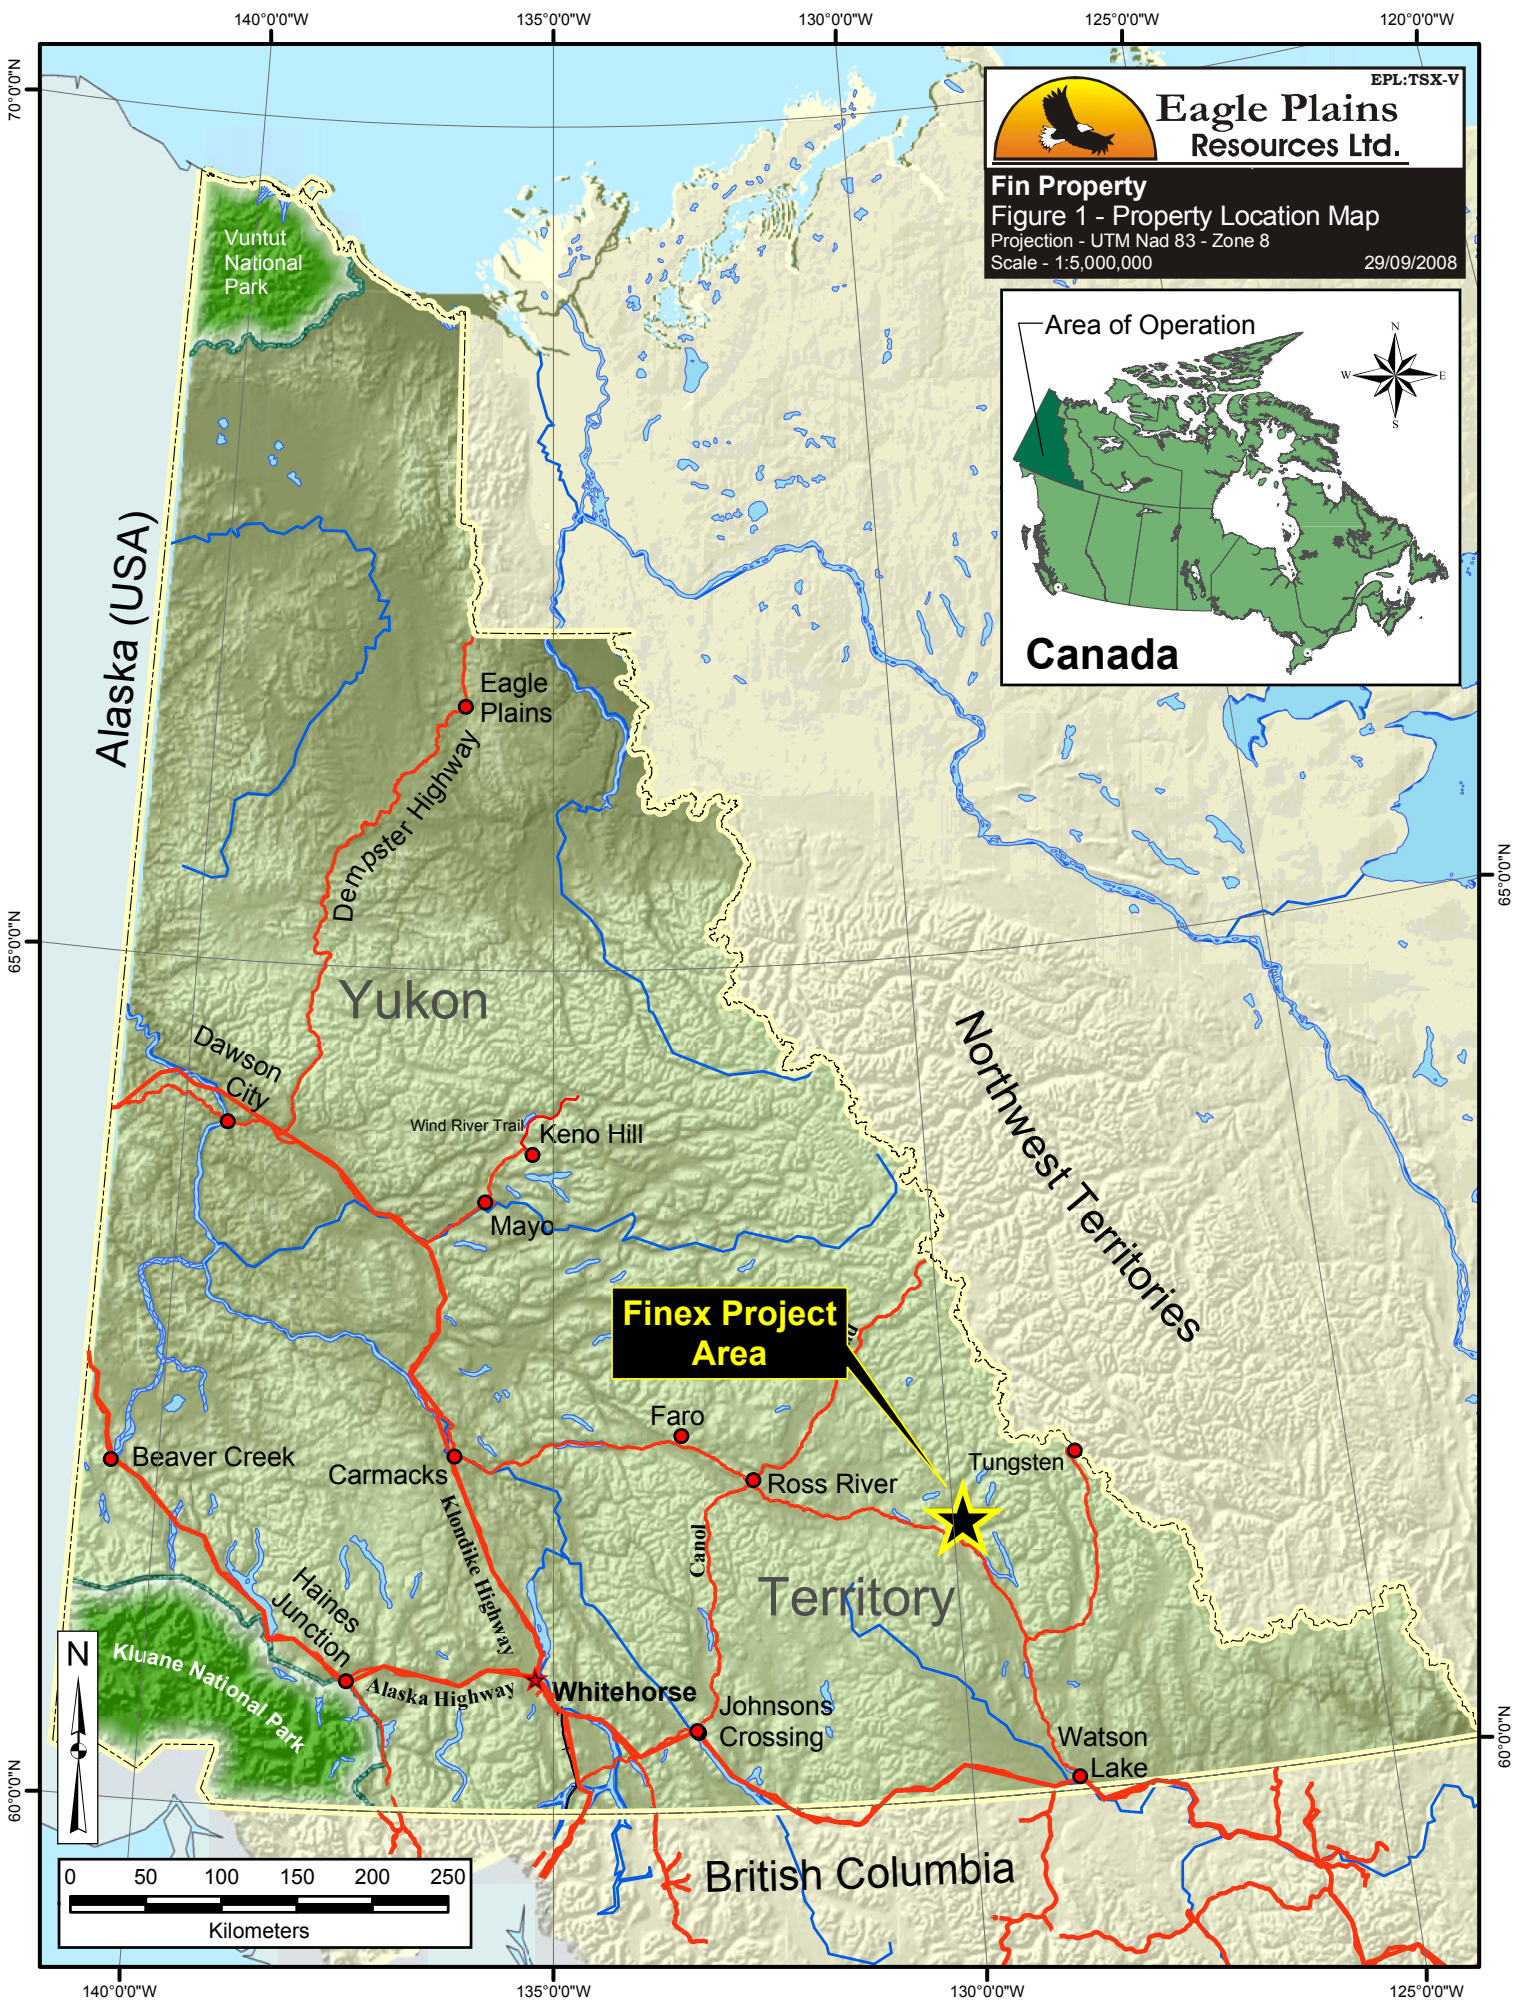 140°0'0"W
135°0'0"W
130°0'0"W
125°0'0"W
120°0'0"W
70°0'0"N
EPL:TSX-V
Eagle Plains
Resources Ltd.
Fin Property
Figure 1 - Property Location Map
Projection - UTM Nad 83 - Zone 8
Scale - 1:5,000,000
29/09/2008
Vuntut
National
Park
Area of Operation
N
W
E
S
Canada
Alaska (USA)
Eagle
Plains
Dempster Highway
65°0'0"N
65°0'0"N
Yukon
Northwest Territories
Dawson
City
Wind River Trail
Keno Hill
Mayo
Finex Project
Area
Faro
Ross River
Tungsten
Beaver Creek
Carmacks
Klondike Highway
Canol
Territory
Haines
Junction
Kluane National Park
Alaska Highway
Whitehorse
Johnsons
Crossing
Watson
Lake
60°0'0"N
60°0'0"N
N
British Columbia
0
50
100
150
200
250
Kilometers
140°0'0"W
135°0'0"W
130°0'0"W
125°0'0"W